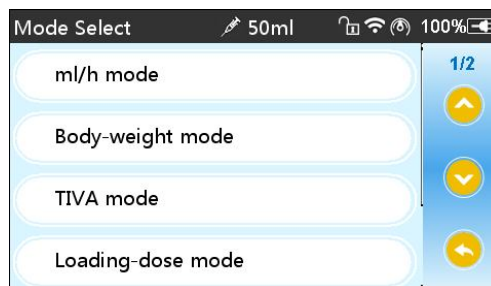 Mode Select 50ml 100%
1/2
ml/h mode
Body-weight mode
TIVA mode
Loading-dose mode